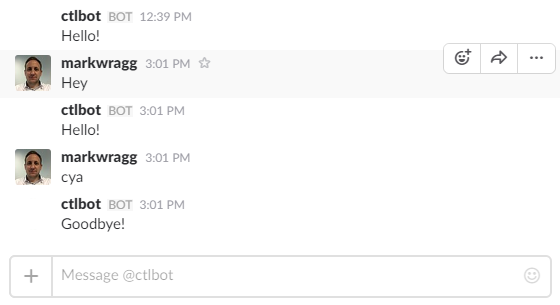 ctlbot BOT 12:39 PM
Hello!
markwragg 3:01 PM
Hey
ctlbot BOT 3:01 PM
Hello!
markwragg 3:01 PM
cya
ctlbot BOT 3:01 PM
Goodbye!
Message @ctlbot